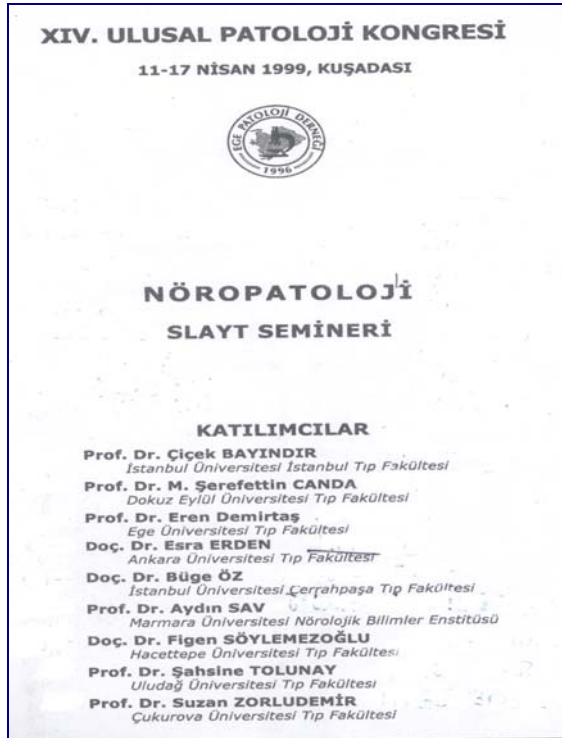 XIV. ULUSAL PATOLOJİ KONGRESİ
11-17 NİSAN 1999, KUŞADASI
EGE PATOLOJİ DERNEĞİ
1996
NÖROPATOLOJİ
SLAYT SEMİNERİ
KATILIMCILAR
Prof. Dr. Çiçek BAYINDIR
İstanbul Üniversitesi İstanbul Tıp Fakültesi
Prof. Dr. M. Şerefettin CANDA
Dokuz Eylül Üniversitesi Tıp Fakültesi
Prof. Dr. Eren Demirtaş
Ege Üniversitesi Tıp Fakültesi
Doç. Dr. Esra ERDEN
Ankara Üniversitesi Tıp Fakültesi
Doç. Dr. Büge ÖZ
İstanbul Üniversitesi Cerrahpaşa Tıp Fakültesi
Prof. Dr. Aydın SAV
Marmara Üniversitesi Nörolojik Bilimler Enstitüsü
Doç. Dr. Figen SÖYLEMEZOĞLU
Hacettepe Üniversitesi Tıp Fakültesi
Prof. Dr. Şahsine TOLUNAY
Uludağ Üniversitesi Tıp Fakültesi
Prof. Dr. Suzan ZORLUDEMİR
Çukurova Üniversitesi Tıp Fakültesi